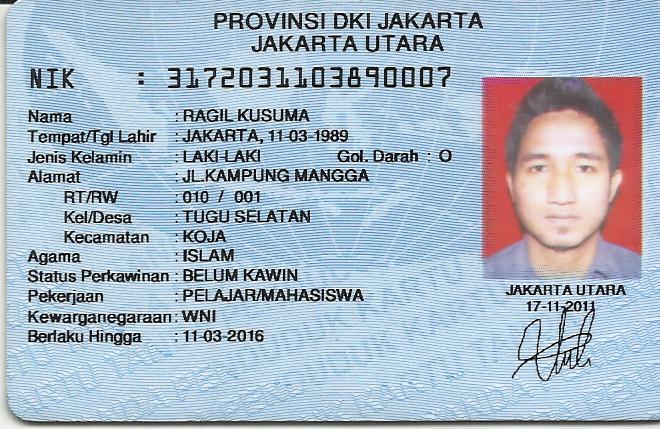 PROVINSI DKI JAKARTA
JAKARTA UTARA
NIK : 3172031103890007
Nama : RAGIL KUSUMA
Tempat/Tgl Lahir : JAKARTA, 11-03-1989
Jenis Kelamin : LAKI-LAKI Gol. Darah : O
Alamat : JL.KAMPUNG MANGGA
RT/RW : 010 / 001
Kel/Desa : TUGU SELATAN
Kecamatan : KOJA
Agama : ISLAM
Status Perkawinan : BELUM KAWIN
Pekerjaan : PELAJAR/MAHASISWA
Kewarganegaraan : WNI
Berlaku Hingga : 11-03-2016
JAKARTA UTARA
17-11-2011